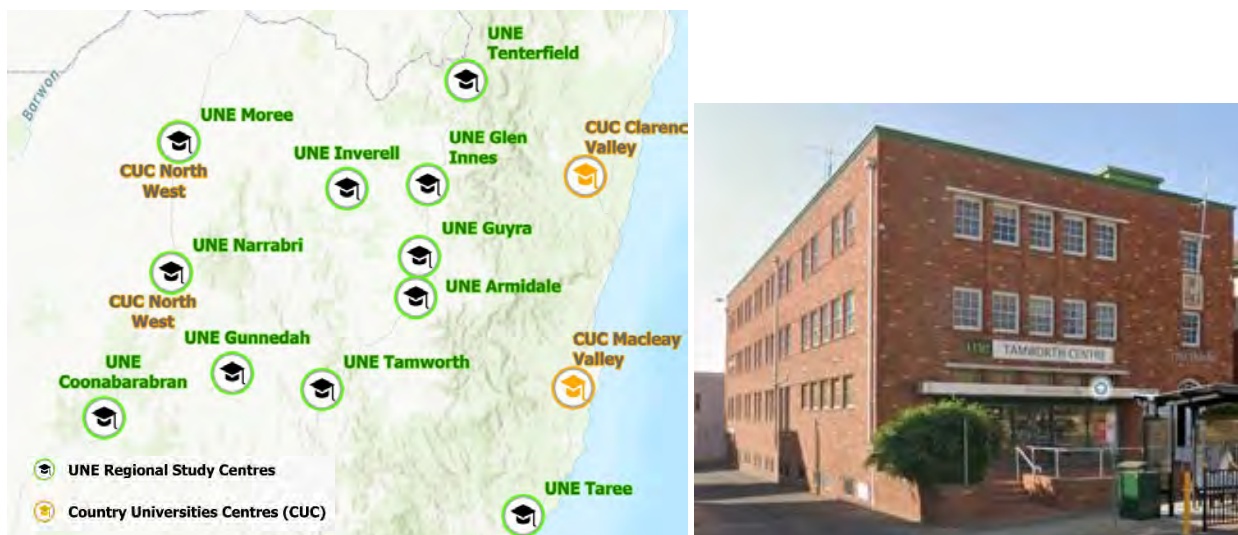 UNE
Tenterfield
Barwon
UNE Moree
CUC Clarenc
Valley
UNE Glen
Innes
UNE Inverell
CUC North
West
UNE Guyra
UNE Narrabri
UNE Armidale
CUC North
West
UNE Gunnedah
CUC Macleay
Valley
UNE
Coonabarabran
UNE Tamworth
UNE Regional Study Centres
UNE Taree
Country Universities Centres (CUC)
une TAMWORTH CENTRE